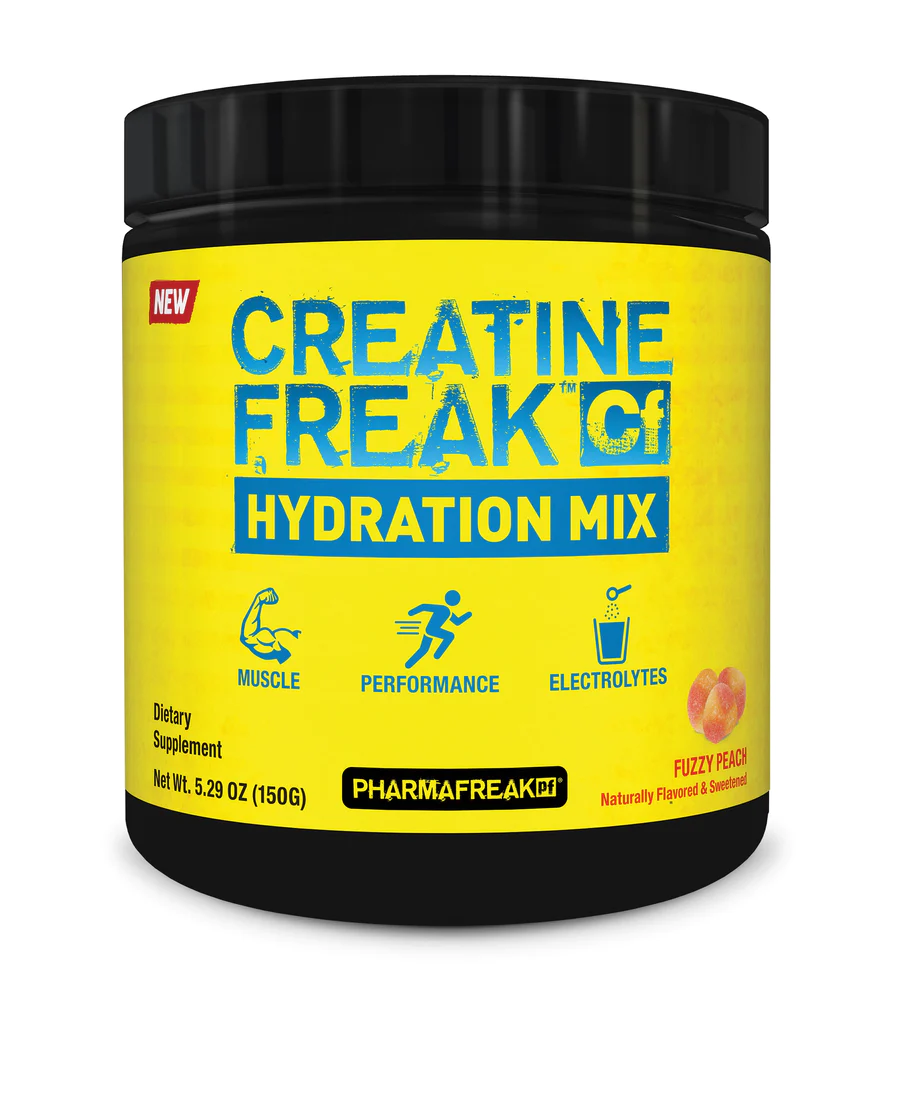 NEW
CREATINE
FREAK™ Cf
HYDRATION MIX
MUSCLE
PERFORMANCE
ELECTROLYTES
Dietary
Supplement
Net Wt. 5.29 OZ (150G)
PHARMAFREAK Pf®
FUZZY PEACH
Naturally Flavored & Sweetened